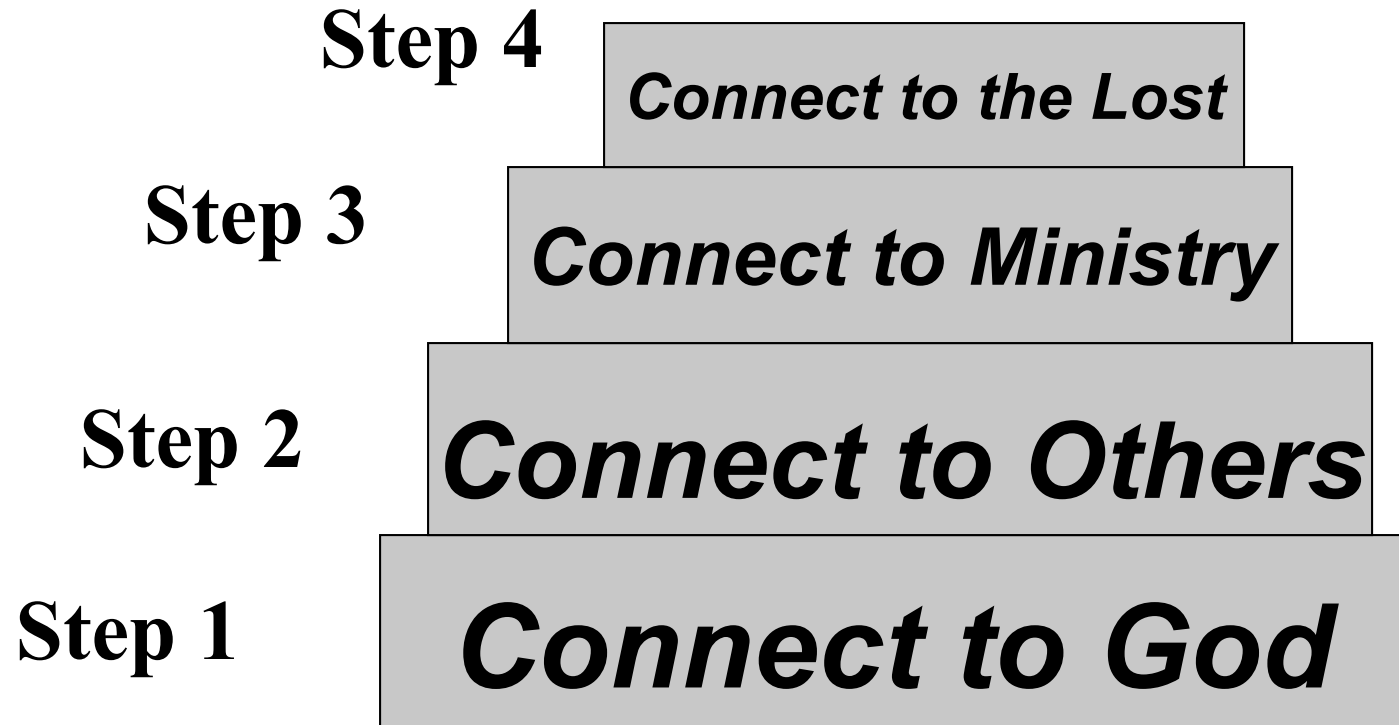 Step 4
Connect to the Lost
Step 3
Connect to Ministry
Step 2
Connect to Others
Step 1
Connect to God